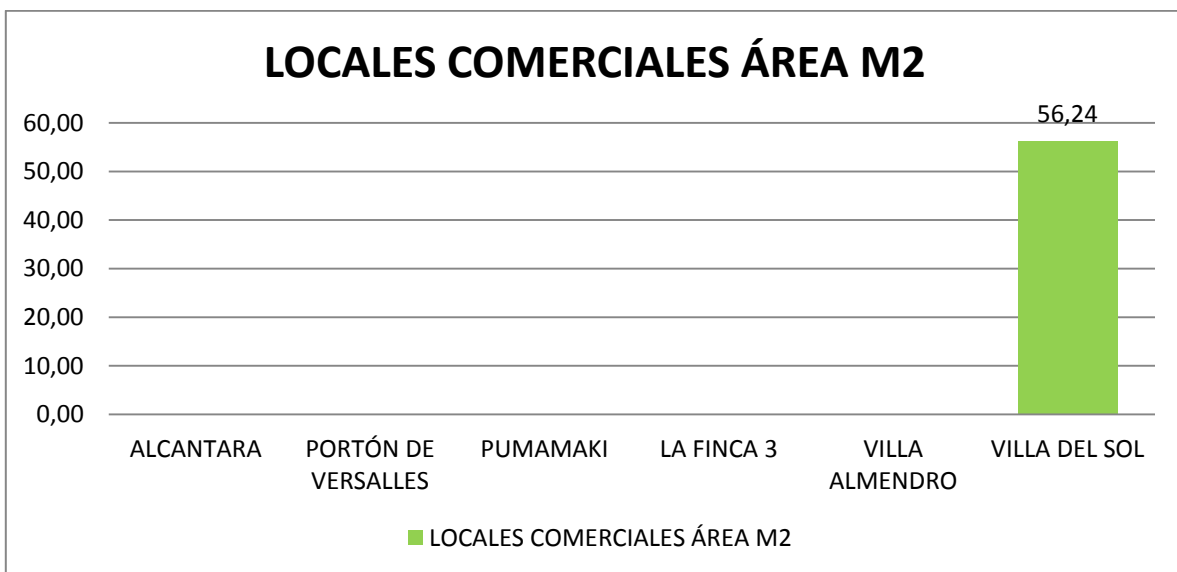 LOCALES COMERCIALES ÁREA M2
56,24
60,00
50,00
40,00
30,00
20,00
10,00
0,00
ALCANTARA
PORTÓN DE
VERSALLES
PUMAMAKI
LA FINCA 3
VILLA
ALMENDRO
VILLA DEL SOL
LOCALES COMERCIALES ÁREA M2